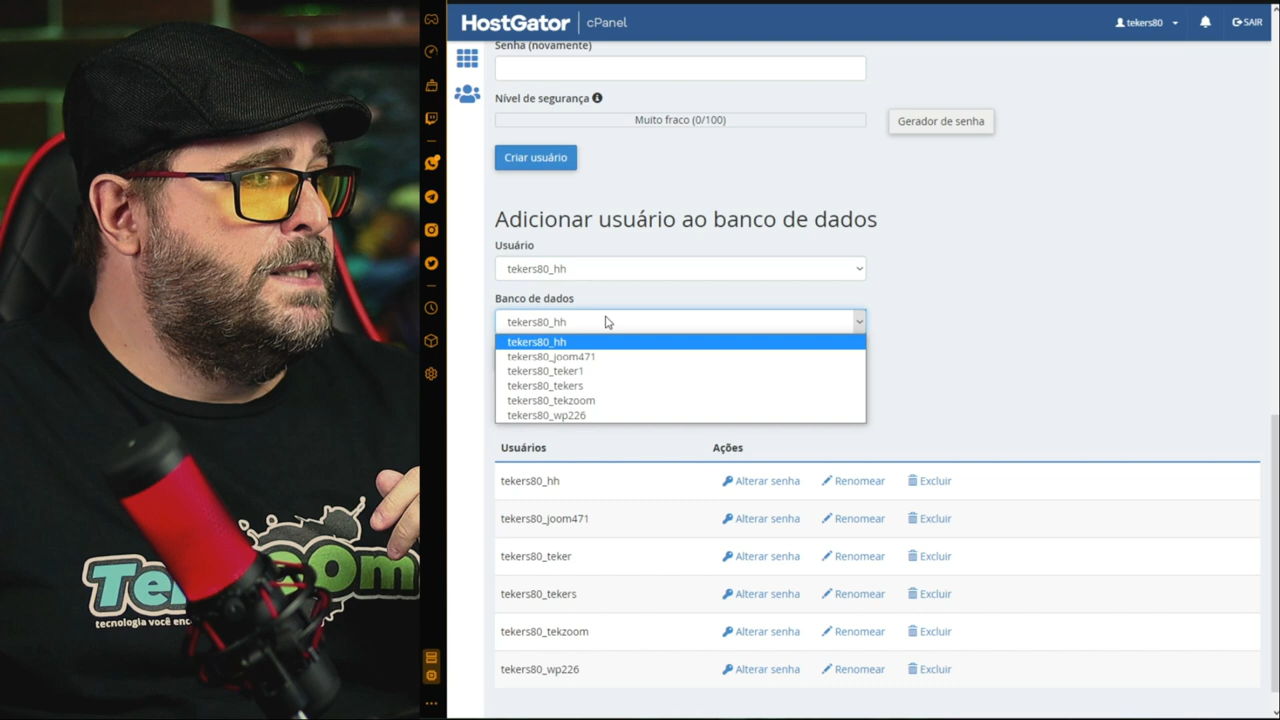 HostGator cPanel
tekers80
SAIR
Senha (novamente)
Nível de segurança
Muito fraco (0/100)
Gerador de senha
Criar usuário
Adicionar usuário ao banco de dados
Usuário
tekers80_hh
Banco de dados
tekers80_hh
tekers80_hh
tekers80_joom471
tekers80_teker1
tekers80_tekers
tekers80_tekzoom
tekers80_wp226
Usuários Ações
tekers80_hh Alterar senha Renomear Excluir
tekers80_joom471 Alterar senha Renomear Excluir
tekers80_teker Alterar senha Renomear Excluir
tekers80_tekers Alterar senha Renomear Excluir
tekers80_tekzoom Alterar senha Renomear Excluir
tekers80_wp226 Alterar senha Renomear Excluir
tecnologia você